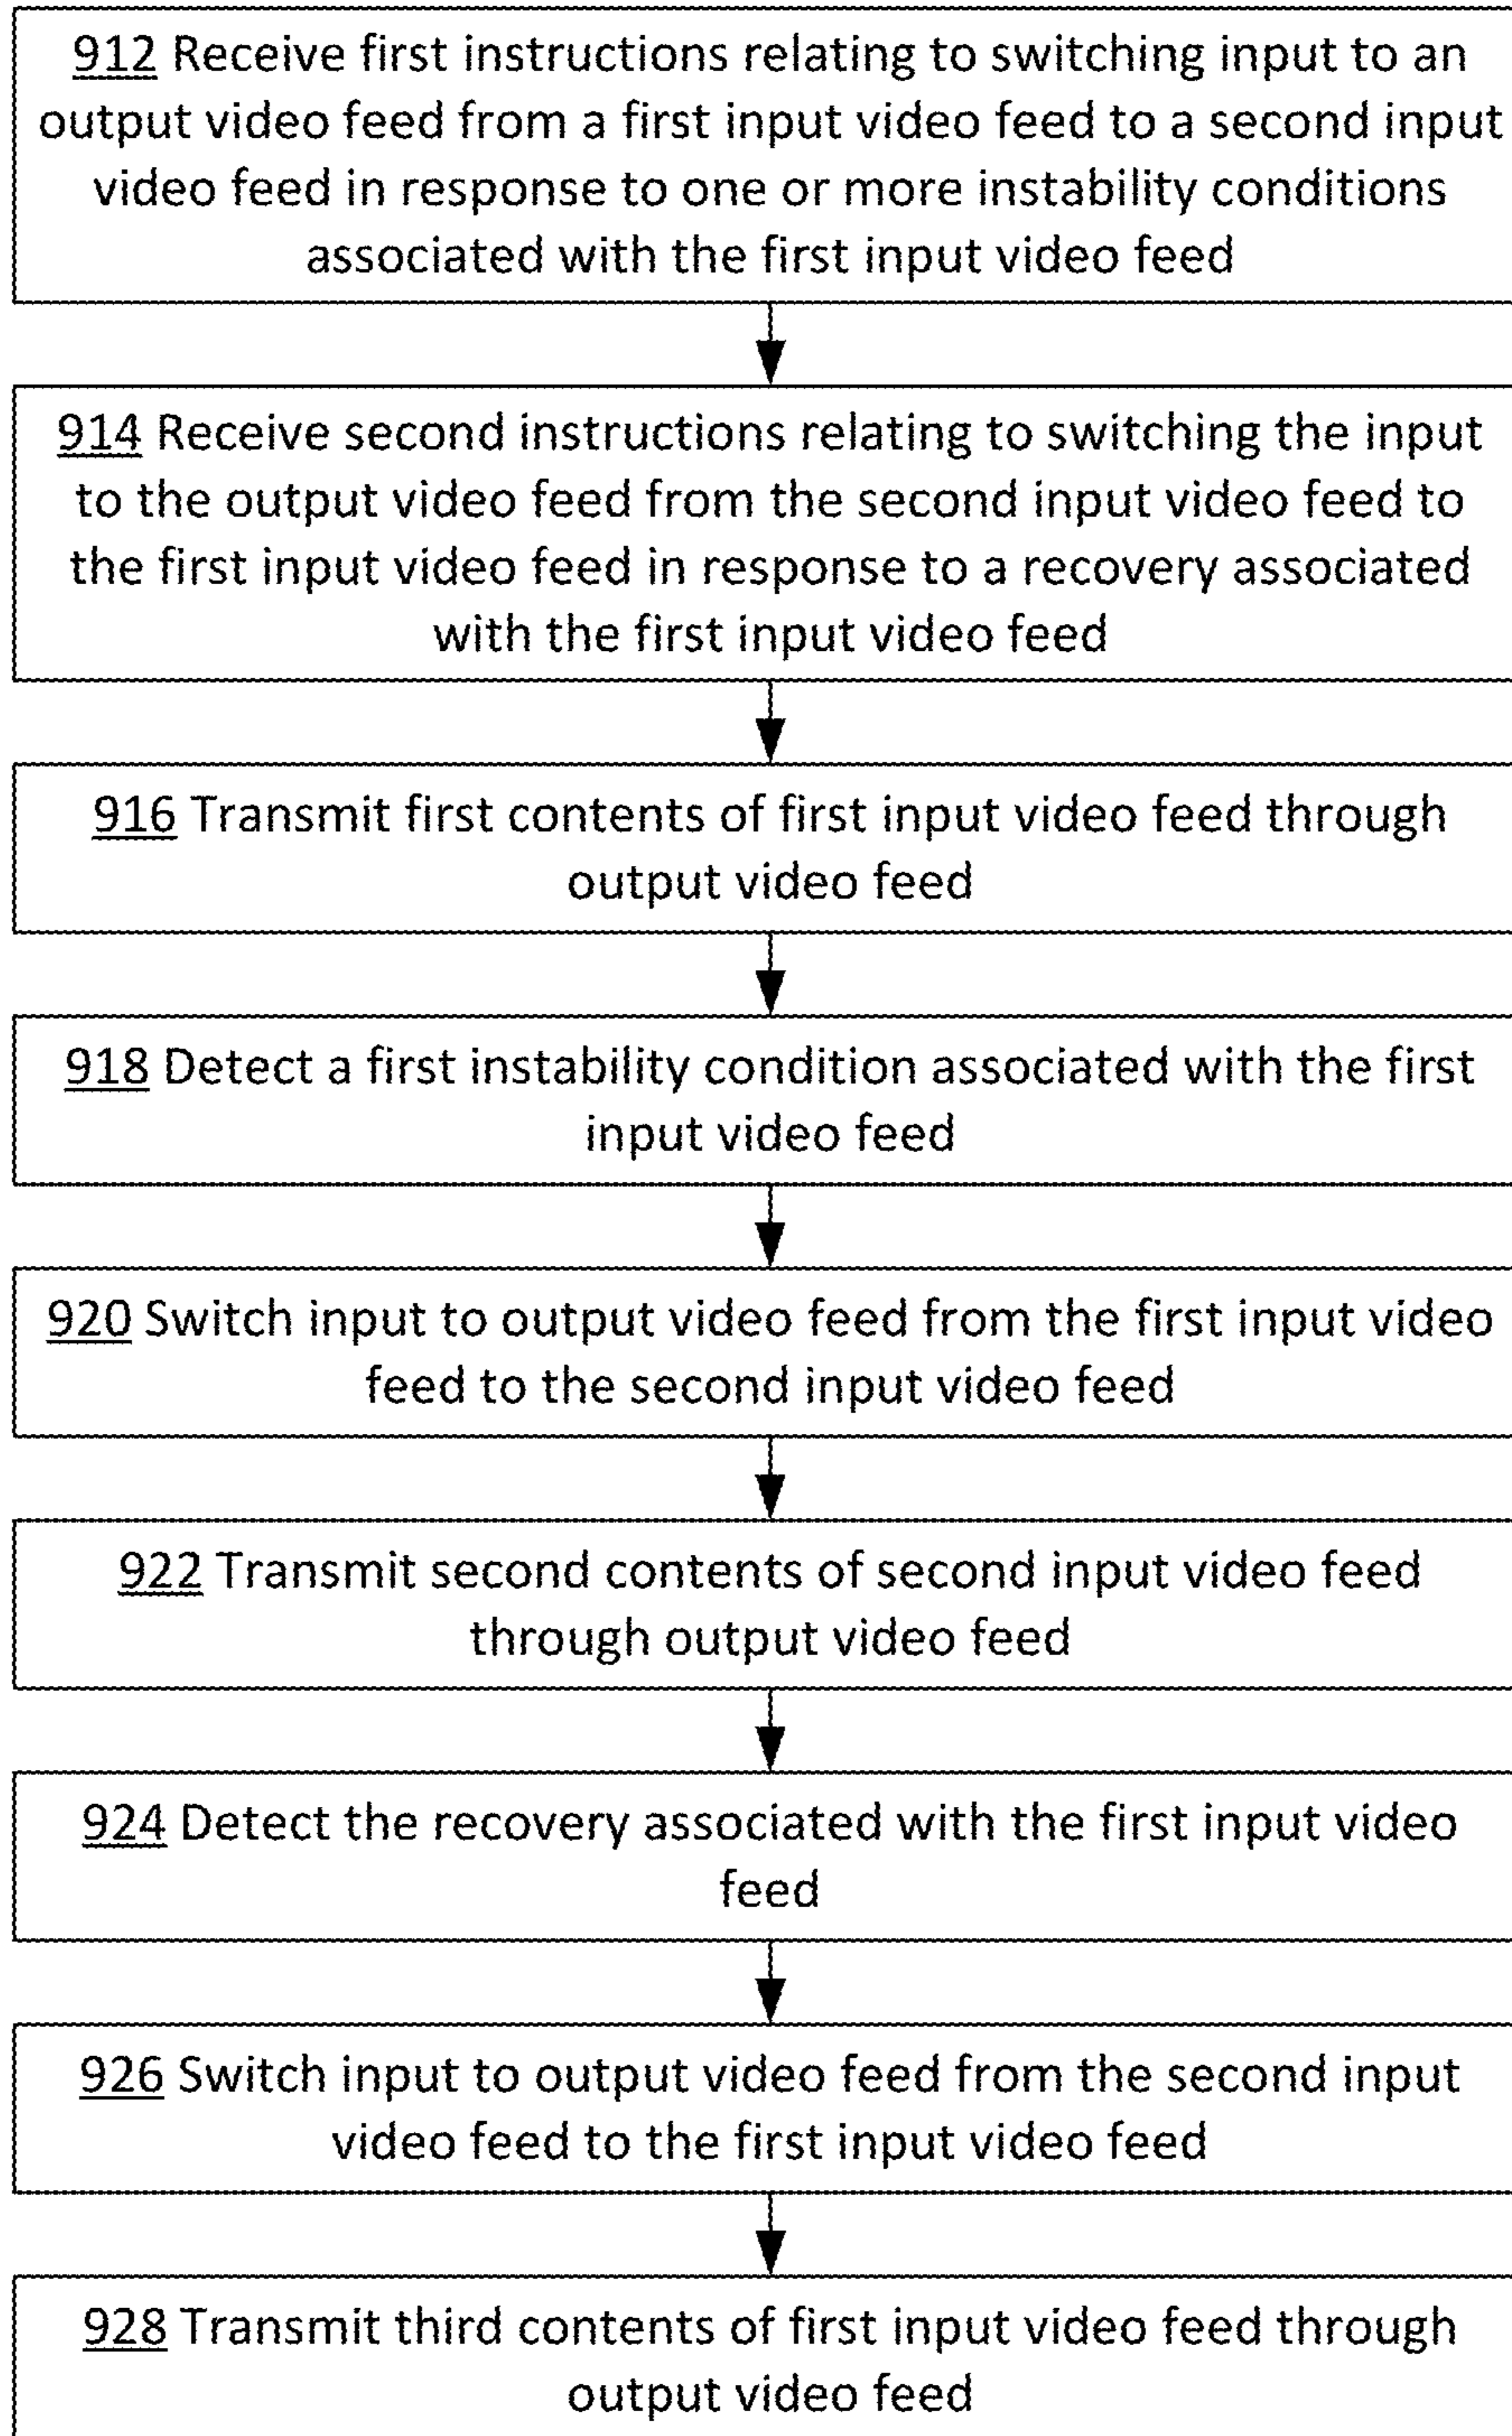 912 Receive first instructions relating to switching input to an
output video feed from a first input video feed to a second input
video feed in response to one or more instability conditions
associated with the first input video feed
914 Receive second instructions relating to switching the input
to the output video feed from the second input video feed to
the first input video feed in response to a recovery associated
with the first input video feed
916 Transmit first contents of first input video feed through
output video feed
918 Detect a first instability condition associated with the first
input video feed
920 Switch input to output video feed from the first input video
feed to the second input video feed
922 Transmit second contents of second input video feed
through output video feed
924 Detect the recovery associated with the first input video
feed
926 Switch input to output video feed from the second input
video feed to the first input video feed
928 Transmit third contents of first input video feed through
output video feed